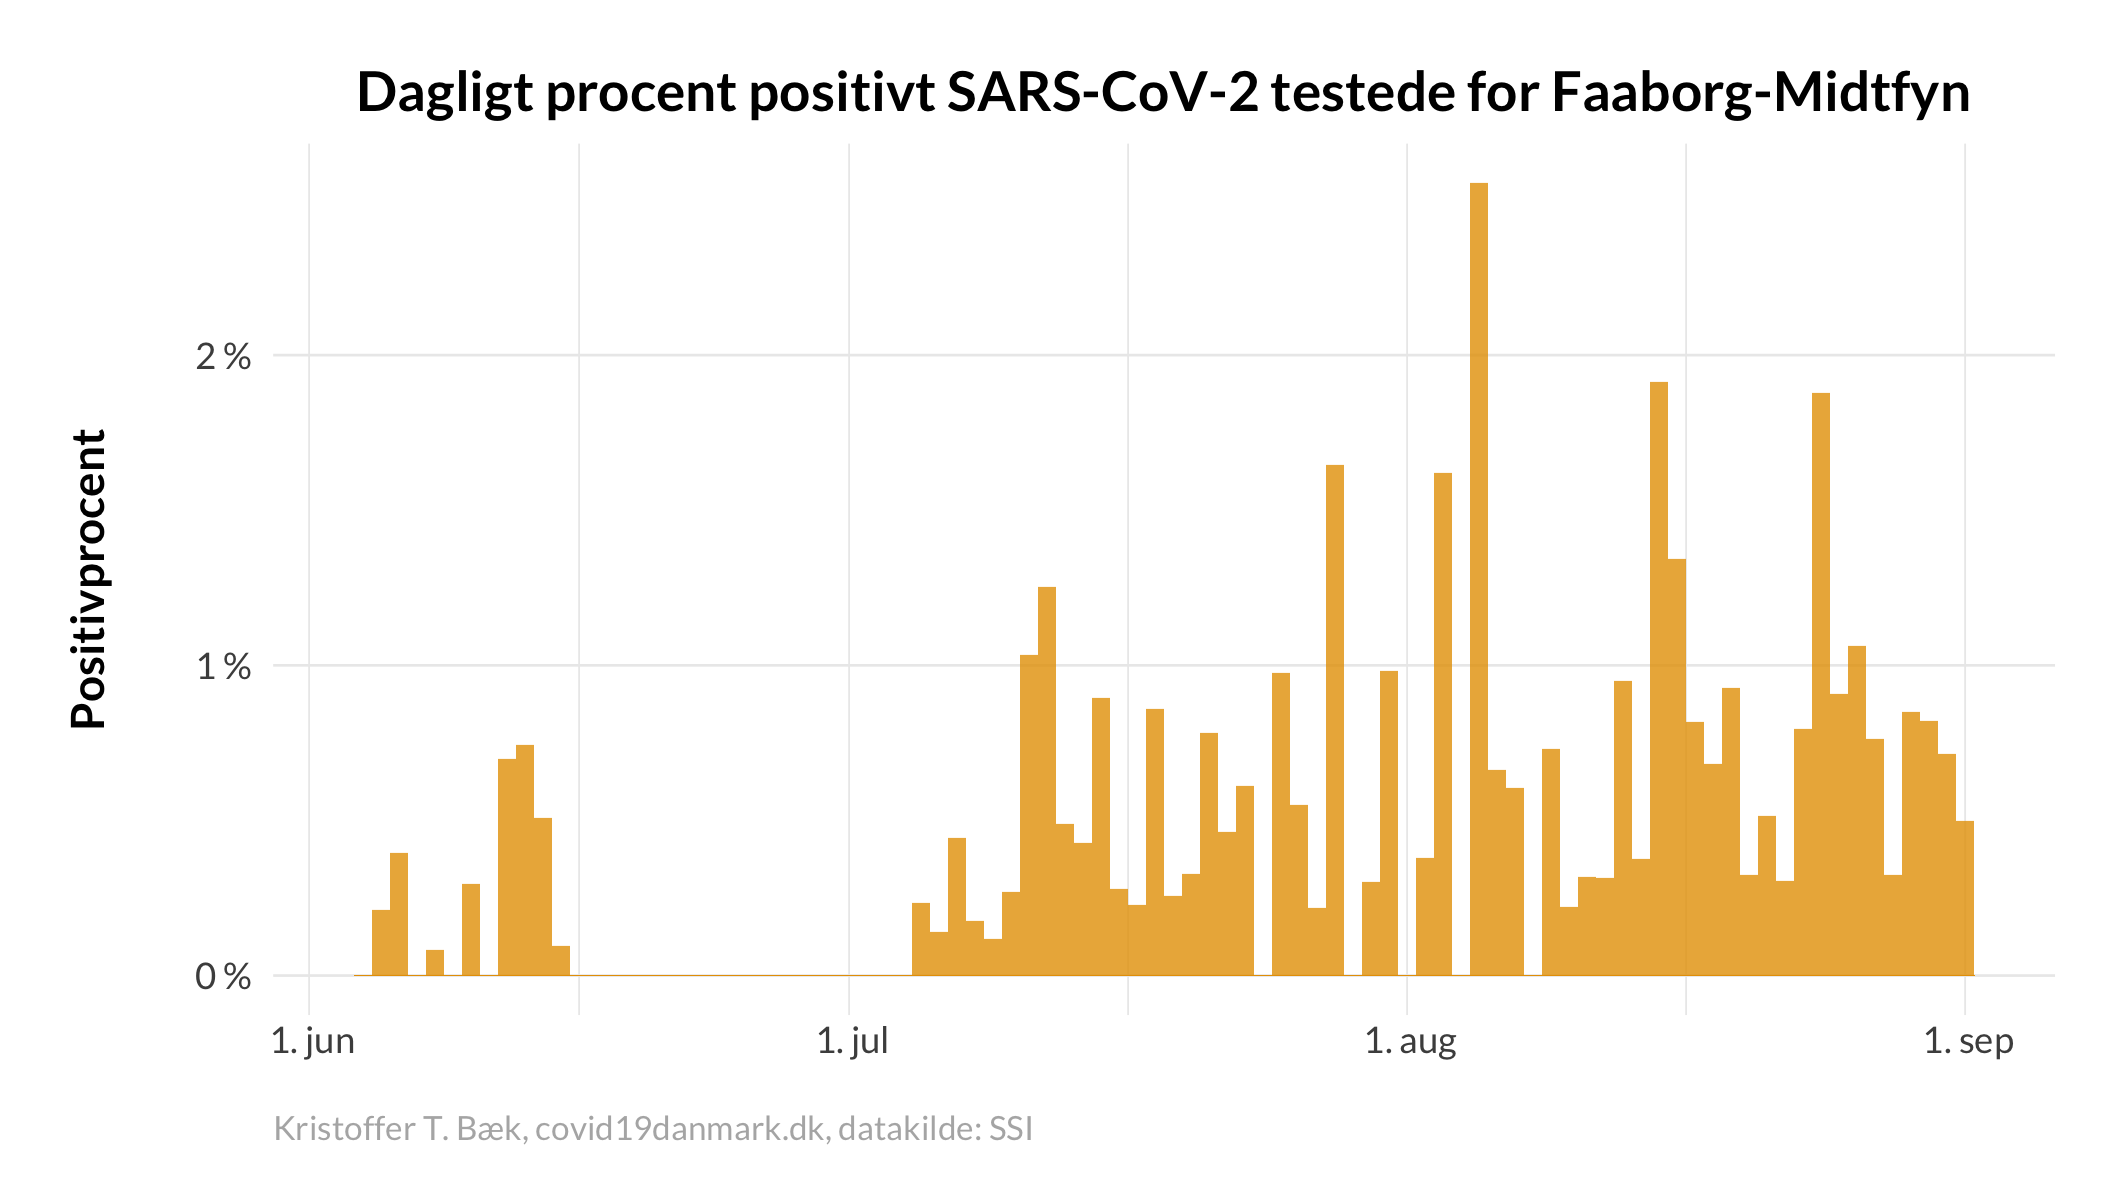 Dagligt procent positivt SARS-CoV-2 testede for Faaborg-Midtfyn
Positivprocent
2 %
1 %
0 %
1. jun
1. jul
1. aug
1. sep
Kristoffer T. Bæk, covid19danmark.dk, datakilde: SSI